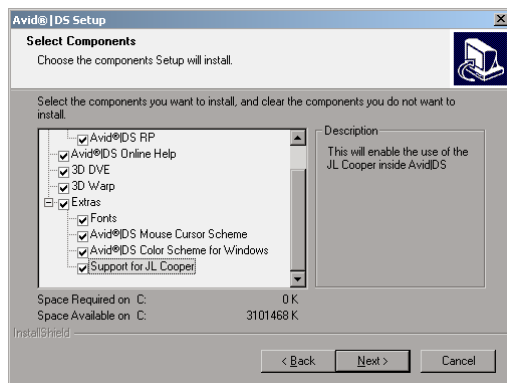 Avid®|DS Setup
Select Components
Choose the components Setup will install.
Select the components you want to install, and clear the components you do not want to
install.
Avid®|DS RP
Avid®|DS Online Help
3D DVE
3D Warp
Extras
Fonts
Avid®|DS Mouse Cursor Scheme
Avid®|DS Color Scheme for Windows
Support for JL Cooper
Description
This will enable the use of the
JL Cooper inside Avid|DS
Space Required on C: 0 K
Space Available on C: 3101468 K
InstallShield
< Back
Next >
Cancel